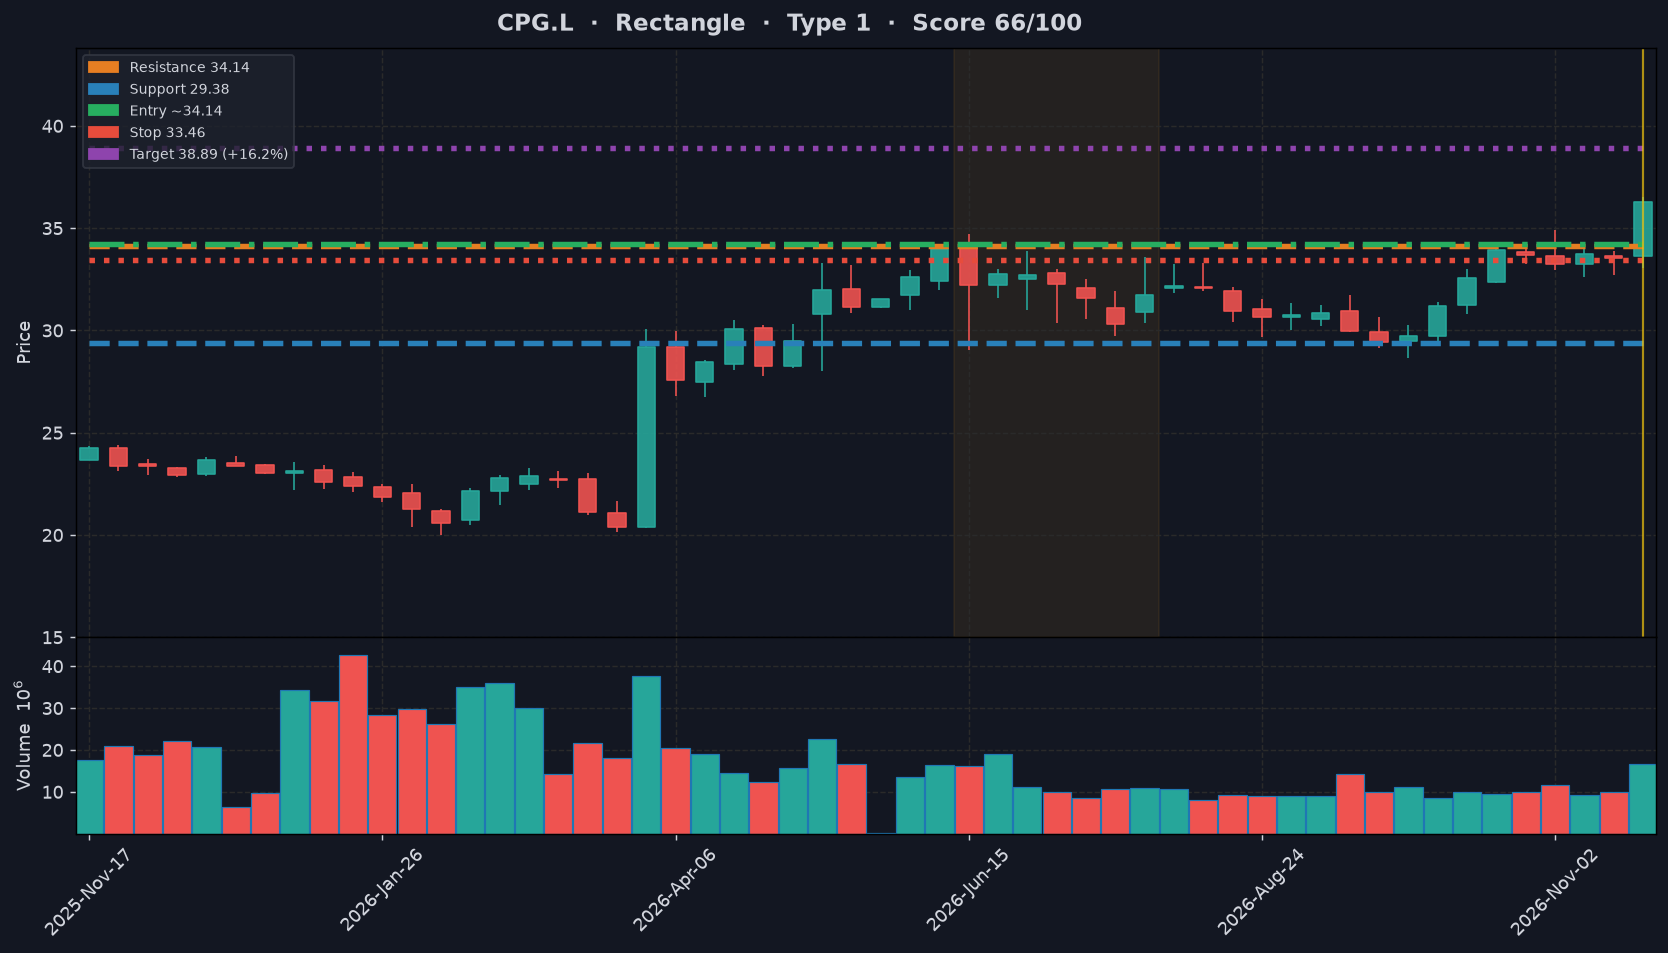 CPG.L · Rectangle · Type 1 · Score 66/100
Resistance 34.14
Support 29.38
Entry ~34.14
Stop 33.46
Target 38.89 (+16.2%)
Price
40
35
30
25
20
15
Volume 10⁶
40
30
20
10
2025-Nov-17
2026-Jan-26
2026-Apr-06
2026-Jun-15
2026-Aug-24
2026-Nov-02